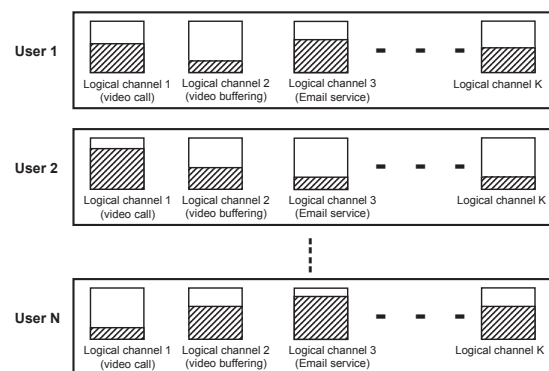 User 1
Logical channel 1 Logical channel 2 Logical channel 3 Logical channel K
(video call) (video buffering) (Email service)
User 2
Logical channel 1 Logical channel 2 Logical channel 3 Logical channel K
(video call) (video buffering) (Email service)
User N
Logical channel 1 Logical channel 2 Logical channel 3 Logical channel K
(video call) (video buffering) (Email service)